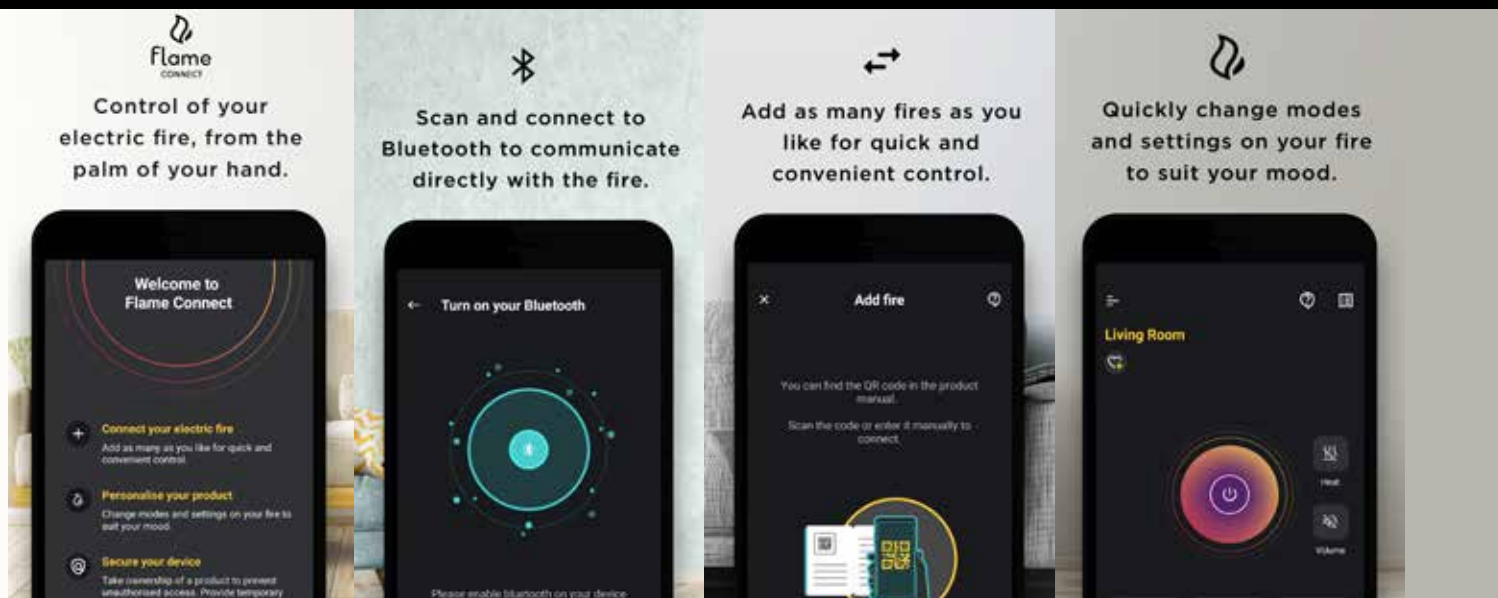 Flame
CONNECT
Control of your
electric fire, from the
palm of your hand.
Welcome to
Flame Connect
Connect your electric fire
Add as many as you like for quick and
convenient control.
Personalise your product
Change modes and settings on your fire to
suit your mood.
Secure your device
Take ownership of a product to prevent
unauthorised access. Provide temporary
Scan and connect to
Bluetooth to communicate
directly with the fire.
Turn on your Bluetooth
Please enable bluetooth on your device
Add as many fires as you
like for quick and
convenient control.
Add fire
You can find the QR code in the product
manual.
Scan the code or enter it manually to
connect.
Quickly change modes
and settings on your fire
to suit your mood.
Living Room
Heat
Volume